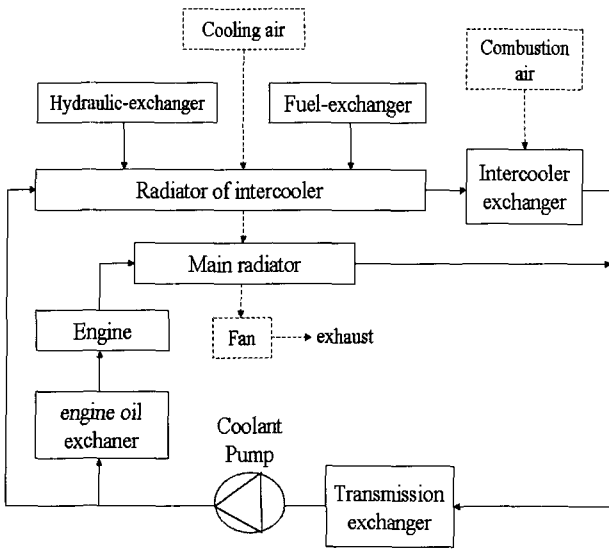 Cooling air
Combustion
air
Hydraulic-exchanger
Fuel-exchanger
Radiator of intercooler
Intercooler
exchanger
Main radiator
Engine
Fan
exhaust
engine oil
exchaner
Coolant
Pump
Transmission
exchanger